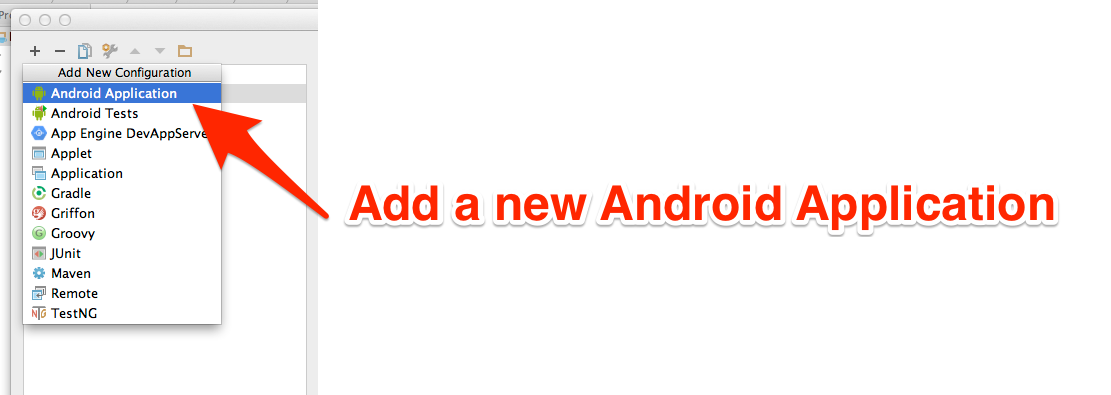 Pr
Add New Configuration
Android Application
Android Tests
App Engine DevAppServe
Applet
Application
Gradle
Griffon
Groovy
JUnit
Maven
Remote
TestNG
Add a new Android Application